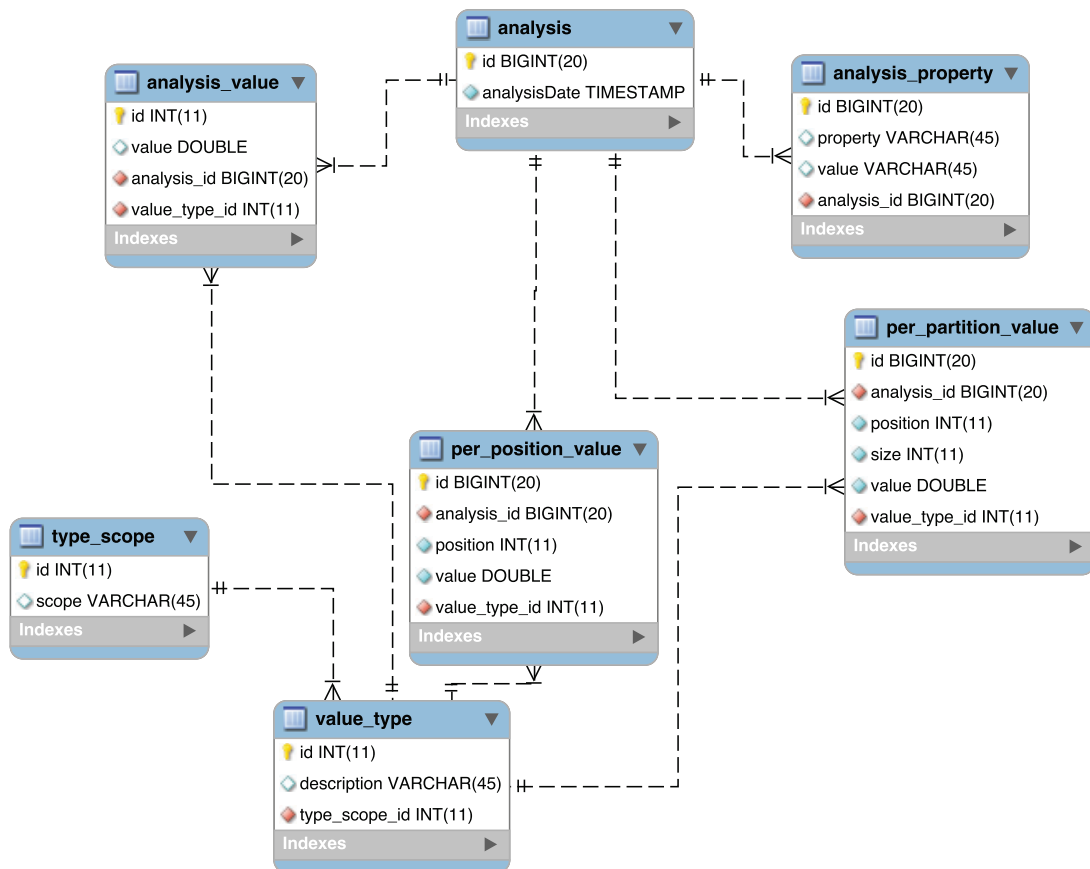 analysis
id BIGINT(20)
analysisDate TIMESTAMP
Indexes
analysis_value
id INT(11)
value DOUBLE
analysis_id BIGINT(20)
value_type_id INT(11)
Indexes
analysis_property
id BIGINT(20)
property VARCHAR(45)
value VARCHAR(45)
analysis_id BIGINT(20)
Indexes
per_partition_value
id BIGINT(20)
analysis_id BIGINT(20)
position INT(11)
size INT(11)
value DOUBLE
value_type_id INT(11)
Indexes
per_position_value
id BIGINT(20)
analysis_id BIGINT(20)
position INT(11)
value DOUBLE
value_type_id INT(11)
Indexes
type_scope
id INT(11)
scope VARCHAR(45)
Indexes
value_type
id INT(11)
description VARCHAR(45)
type_scope_id INT(11)
Indexes